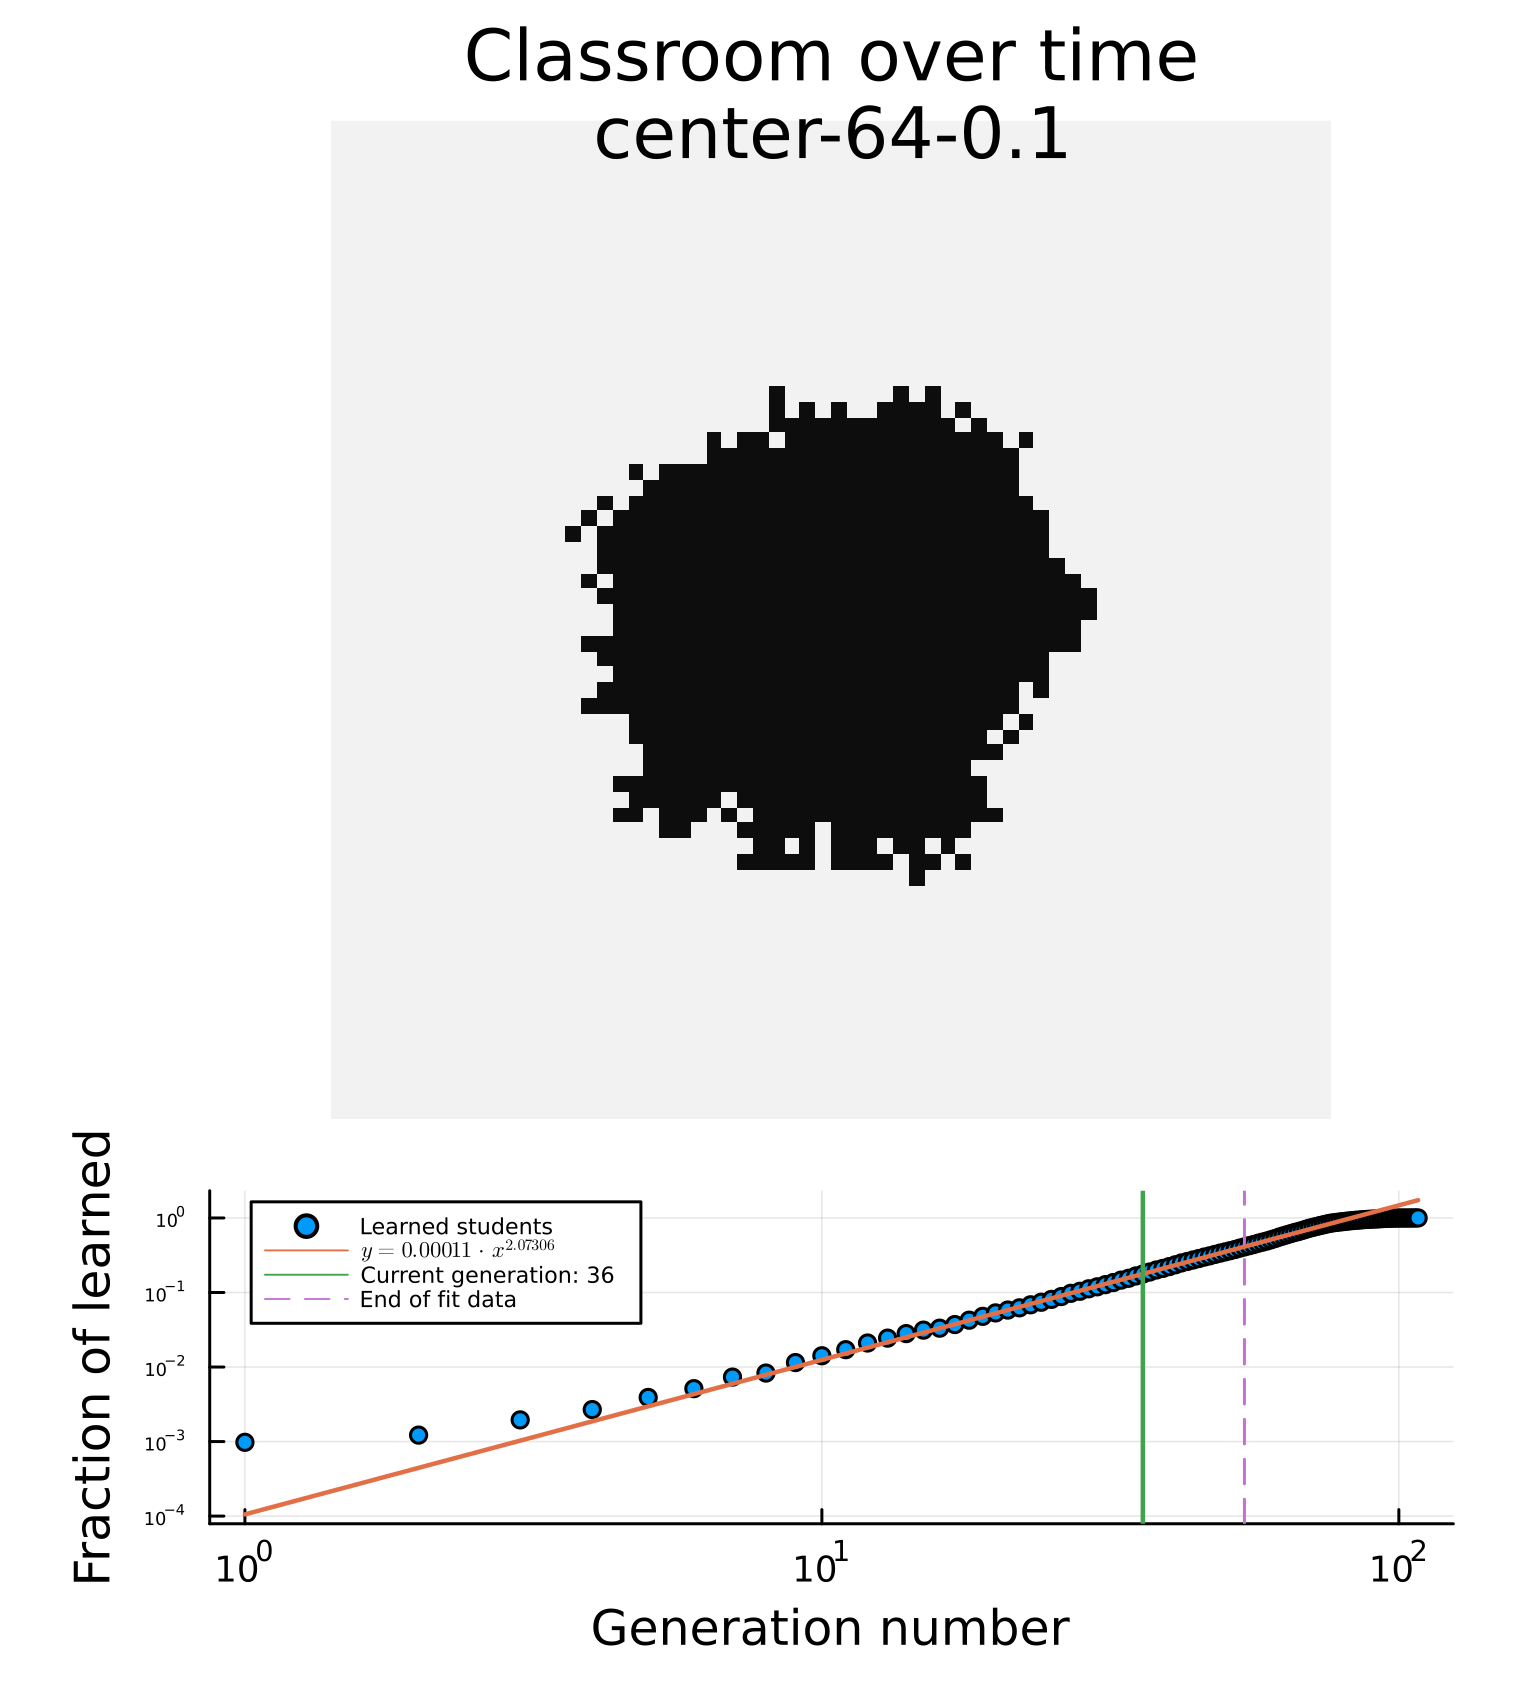 Classroom over time
center-64-0.1
Fraction of learned
10^0
10^−1
10^−2
10^−3
10^−4
Learned students
y = 0.00011 · x^2.07306
Current generation: 36
End of fit data
10^0
10^1
10^2
Generation number